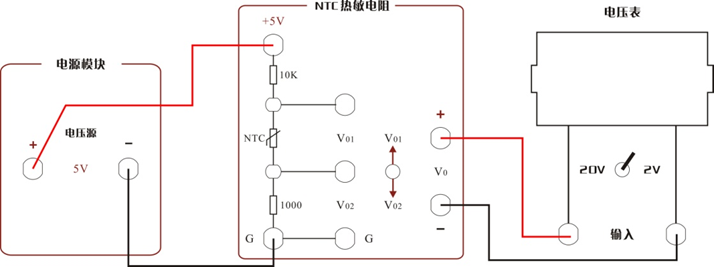 NTC热敏电阻
电压表
+5V
电源模块
10K
+
电压源
-
5V
NTC
V01
V01
+
V0
20V
2V
1000
V02
V02
-
G
G
输入